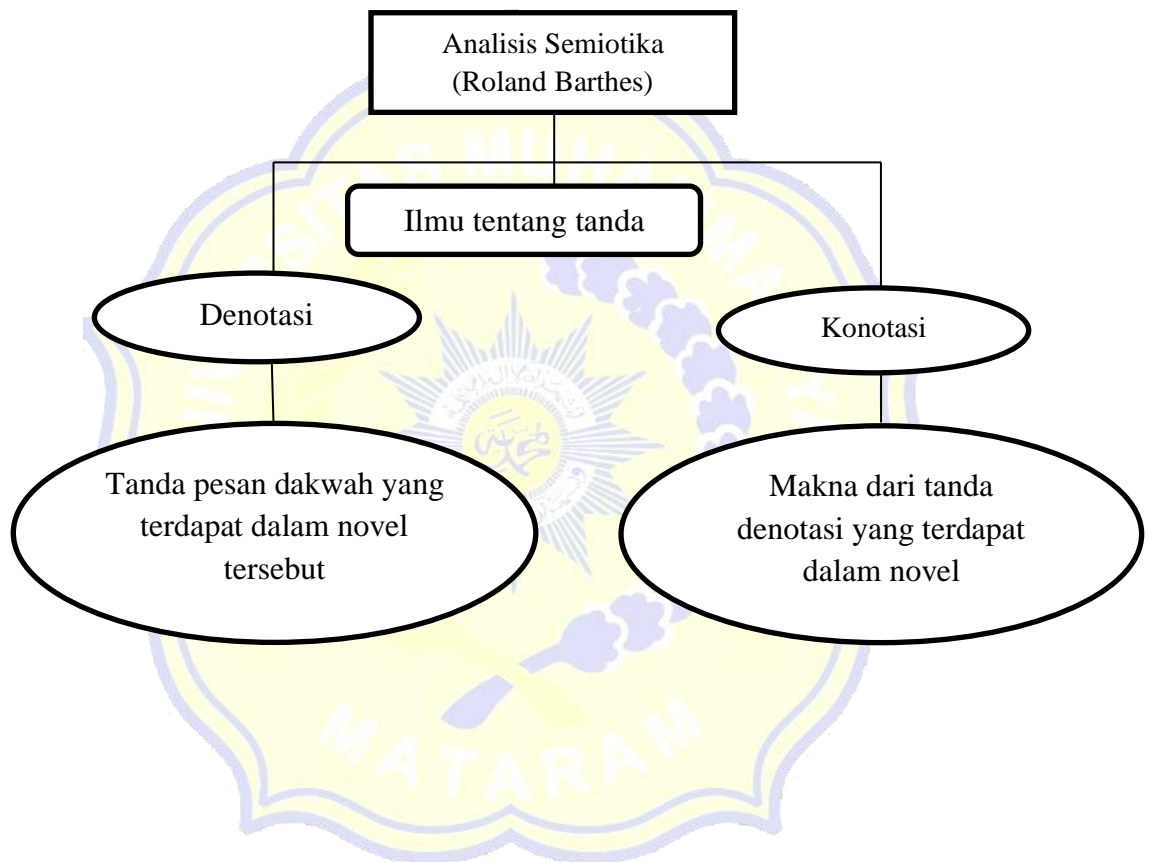 Analisis Semiotika
(Roland Barthes)
Ilmu tentang tanda
Denotasi
Konotasi
Tanda pesan dakwah yang
terdapat dalam novel
tersebut
Makna dari tanda
denotasi yang terdapat
dalam novel
MATARAM